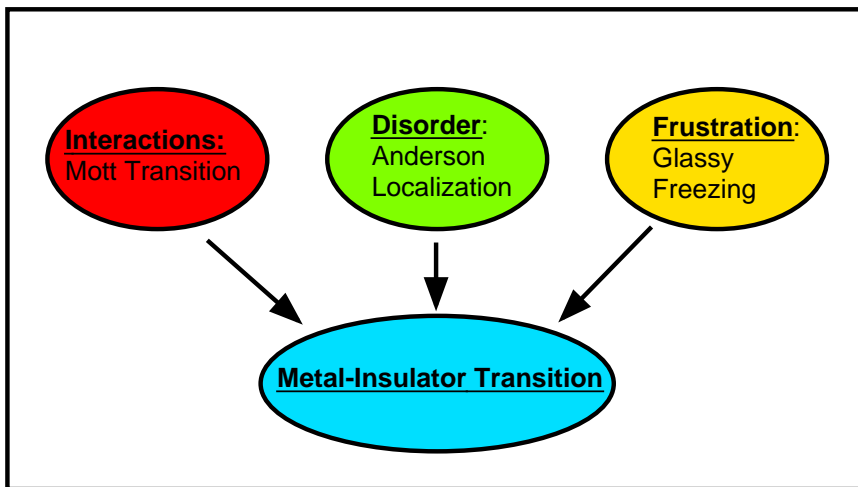 Interactions:
Mott Transition
Disorder:
Anderson
Localization
Frustration:
Glassy
Freezing
Metal-Insulator Transition